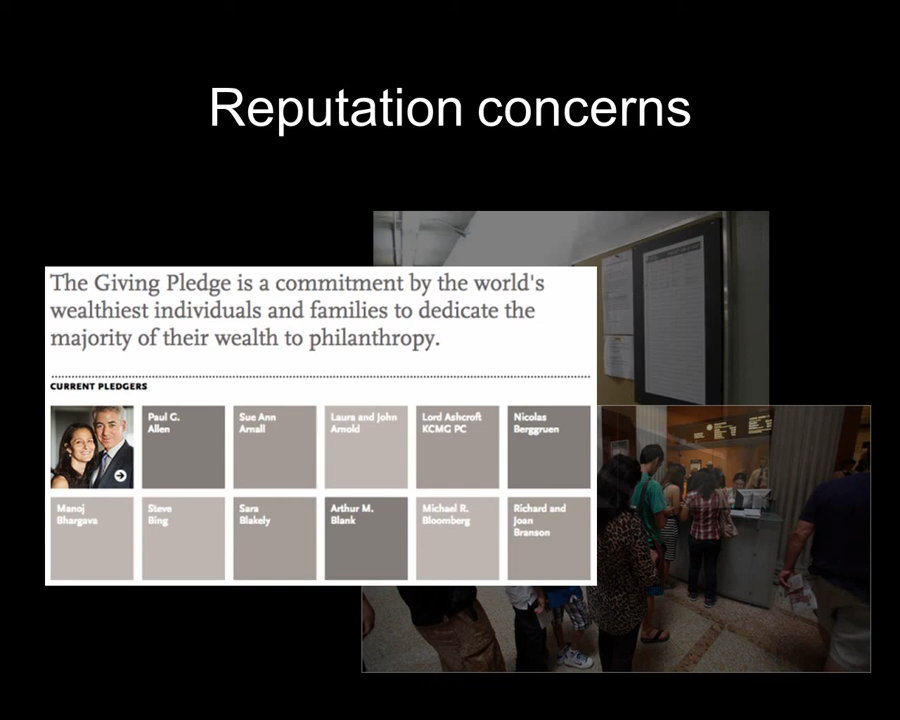 Reputation concerns
The Giving Pledge is a commitment by the world's
wealthiest individuals and families to dedicate the
majority of their wealth to philanthropy.
CURRENT PLEDGERS
Paul G.
Allen
Sue Ann
Arnall
Laura and John
Arnold
Lord Ashcroft
KCMG PC
Nicolas
Berggruen
Manoj
Bhargava
Steve
Bing
Sara
Blakely
Arthur M.
Blank
Michael R.
Bloomberg
Richard and
Joan
Branson